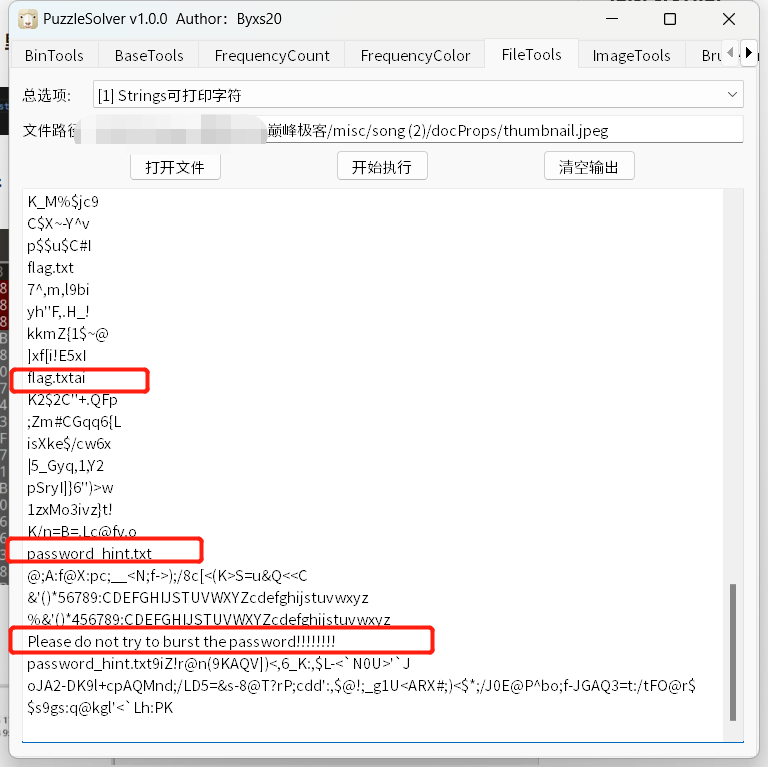 PuzzleSolver v1.0.0 Author: Byxs20
BinTools BaseTools FrequencyCount FrequencyColor FileTools ImageTools Bru
总选项: [1] Strings可打印字符
文件路径 巅峰极客/misc/song (2)/docProps/thumbnail.jpeg
打开文件 开始执行 清空输出
K_M%$jc9
C$X~-Y^v
p$$u$C#I
flag.txt
7^,m,l9bi
yh"F,.H_!
kkmZ{1$~@
]xf[i!E5xI
flag.txtai
K2$2C"+.QFp
;Zm#CGqq6{L
isXke$/cw6x
|5_Gyq,1,Y2
pSryI]}6")>w
1zxMo3ivz}t!
K/n=B=.Lc@fv.o
password_hint.txt
@;A:f@X:pc;__<N;f->);/8c[<(K>S=u&Q<<C
&'()*56789:CDEFGHIJSTUVWXYZcdefghijstuvwxyz
%&'()*456789:CDEFGHIJSTUVWXYZcdefghijstuvwxyz
Please do not try to burst the password!!!!!!!!
password_hint.txt9iZ!r@n(9KAQV])<,6_K:,$L-<`N0U>'`J
oJA2-DK9l+cpAQMnd;/LD5=&s-8@T?rP;cdd':,$@!;_g1U<ARX#;)<$*;/J0E@P^bo;f-JGAQ3=t:/tFO@r$
$s9gs:q@kgl'<`Lh:PK